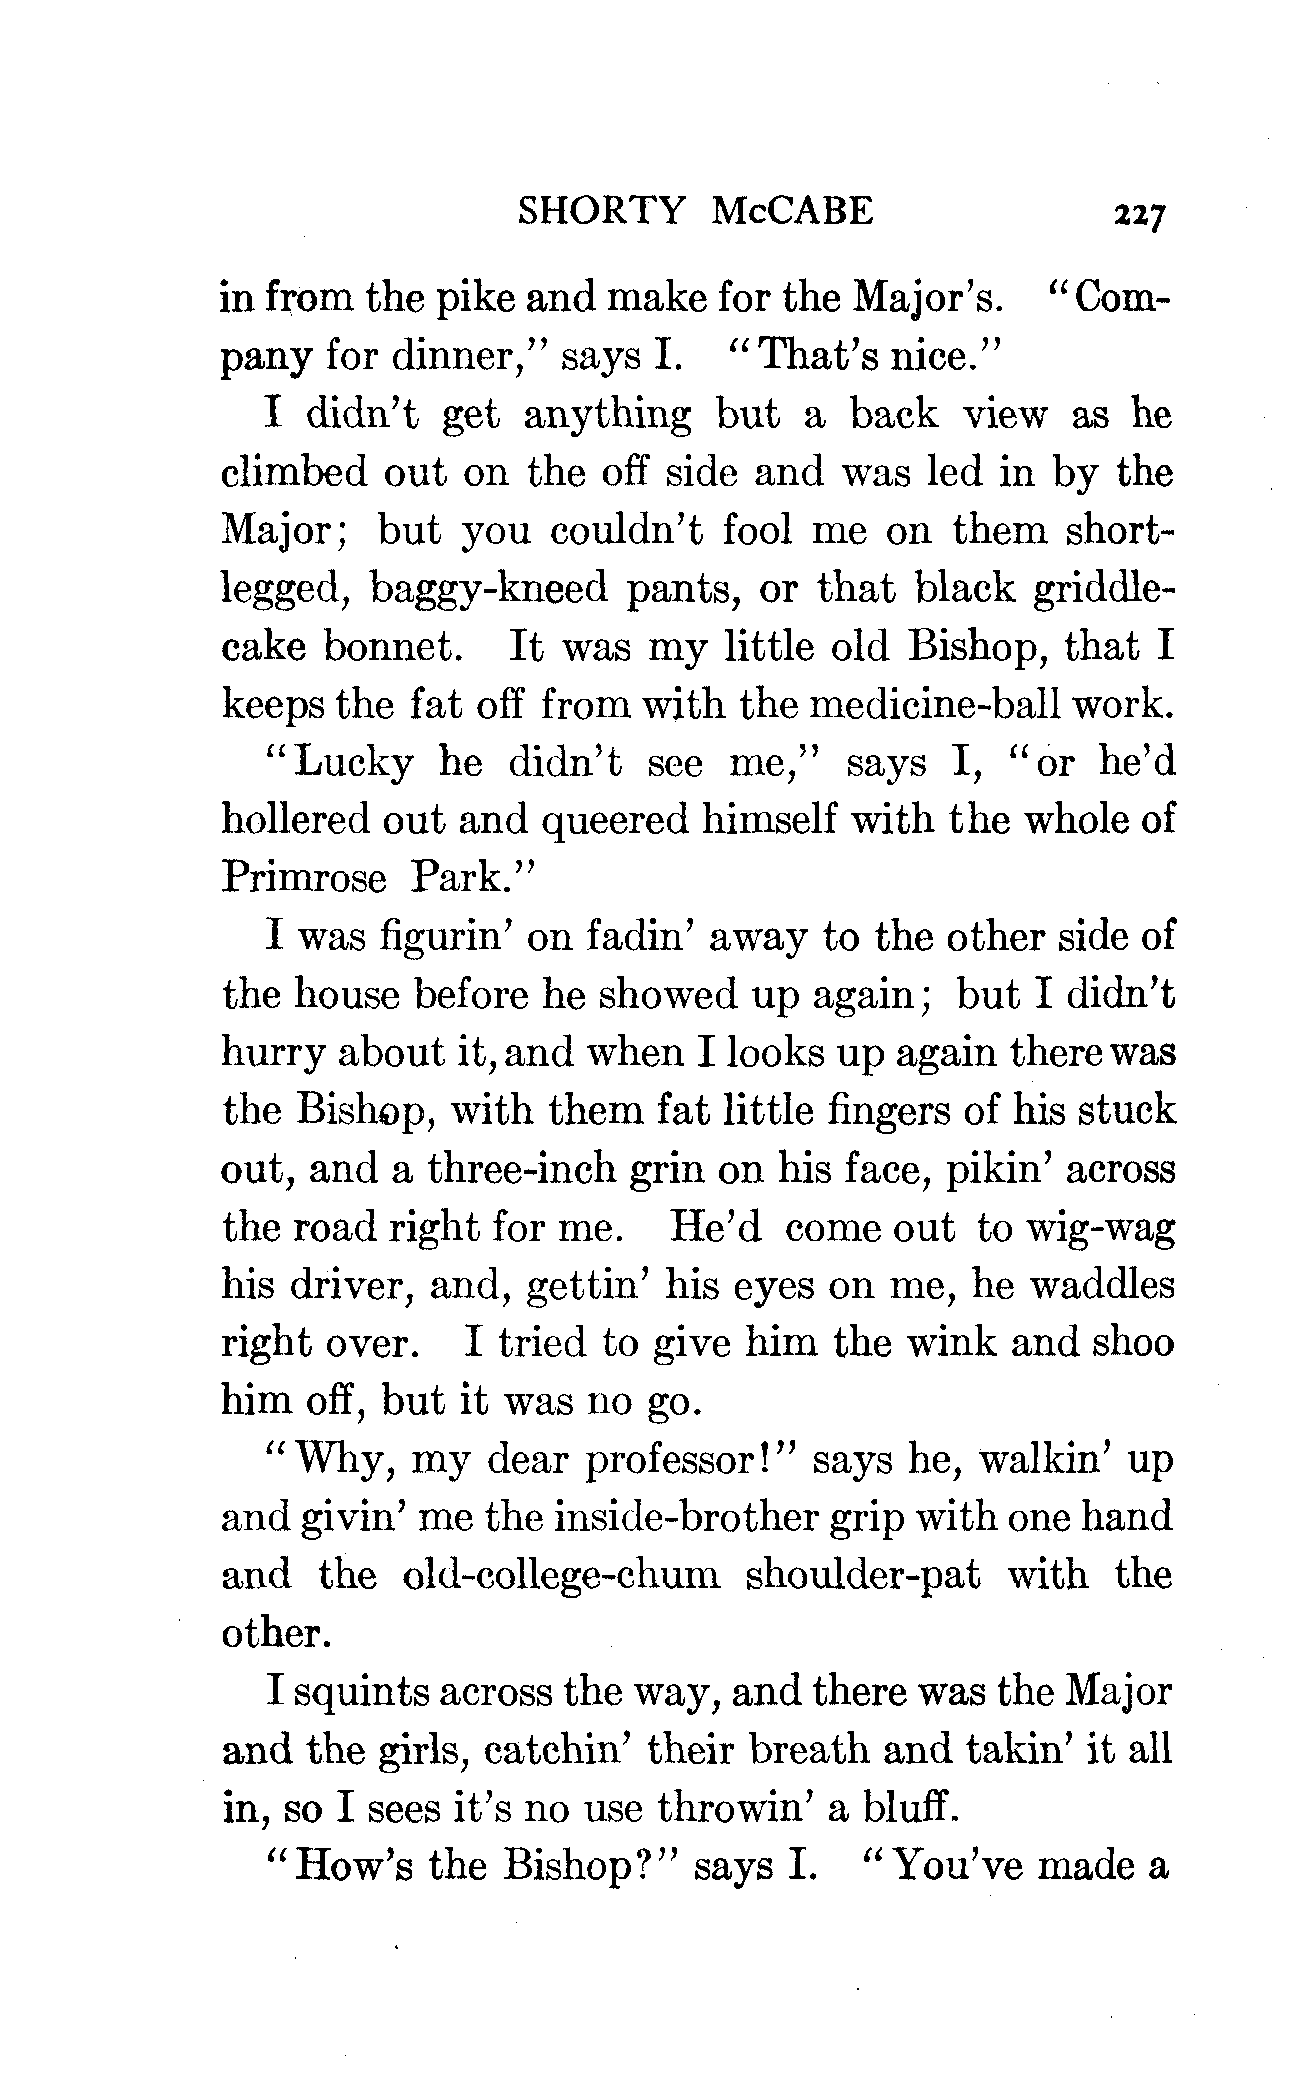 SHORTY McCABE 227
in from the pike and make for the Major's. "Com-
pany for dinner," says I. "That's nice."
I didn't get anything but a back view as he
climbed out on the off side and was led in by the
Major; but you couldn't fool me on them short-
legged, baggy-kneed pants, or that black griddle-
cake bonnet. It was my little old Bishop, that I
keeps the fat off from with the medicine-ball work.
"Lucky he didn't see me," says I, "or he'd
hollered out and queered himself with the whole of
Primrose Park."
I was figurin' on fadin' away to the other side of
the house before he showed up again; but I didn't
hurry about it, and when I looks up again there was
the Bishop, with them fat little fingers of his stuck
out, and a three-inch grin on his face, pikin' across
the road right for me. He'd come out to wig-wag
his driver, and, gettin' his eyes on me, he waddles
right over. I tried to give him the wink and shoo
him off, but it was no go.
"Why, my dear professor!" says he, walkin' up
and givin' me the inside-brother grip with one hand
and the old-college-chum shoulder-pat with the
other.
I squints across the way, and there was the Major
and the girls, catchin' their breath and takin' it all
in, so I sees it's no use throwin' a bluff.
"How's the Bishop?" says I. "You've made a